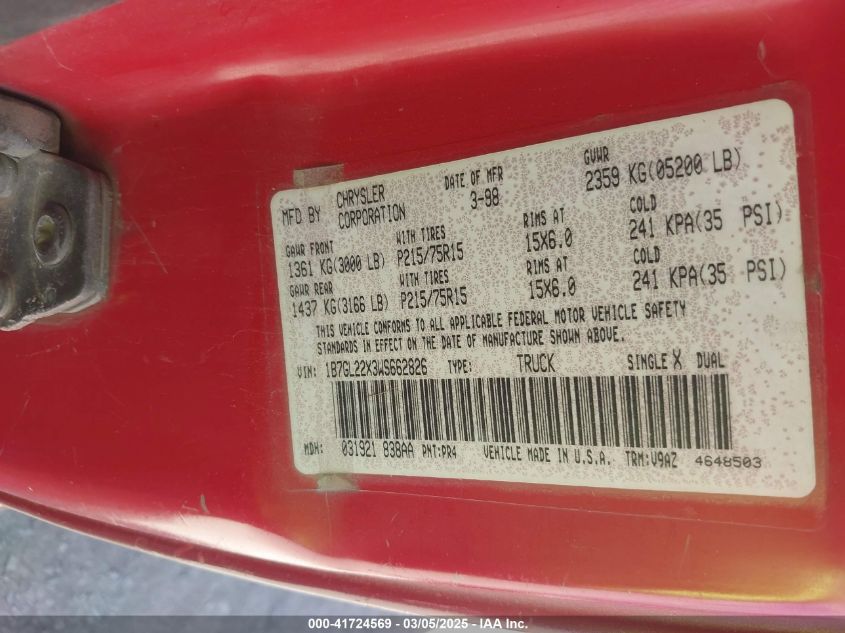 MFD BY CHRYSLER CORPORATION DATE OF MFR 3-98 GVWR 2359 KG(05200 LB)
GAWR FRONT WITH TIRES RIMS AT COLD
1361 KG(3000 LB) P215/75R15 15X6.0 241 KPA(35 PSI)
GAWR REAR WITH TIRES RIMS AT COLD
1437 KG(3166 LB) P215/75R15 15X6.0 241 KPA(35 PSI)
THIS VEHICLE CONFORMS TO ALL APPLICABLE FEDERAL MOTOR VEHICLE SAFETY
STANDARDS IN EFFECT ON THE DATE OF MANUFACTURE SHOWN ABOVE.
VIN: 1B7GL22X3WS662826 TYPE: TRUCK SINGLE X DUAL
MDH: 031921 838AA PNT:PR4 VEHICLE MADE IN U.S.A. TRM:V9AZ 4648503
000-41724569 — 03/05/2025 — IAA Inc.